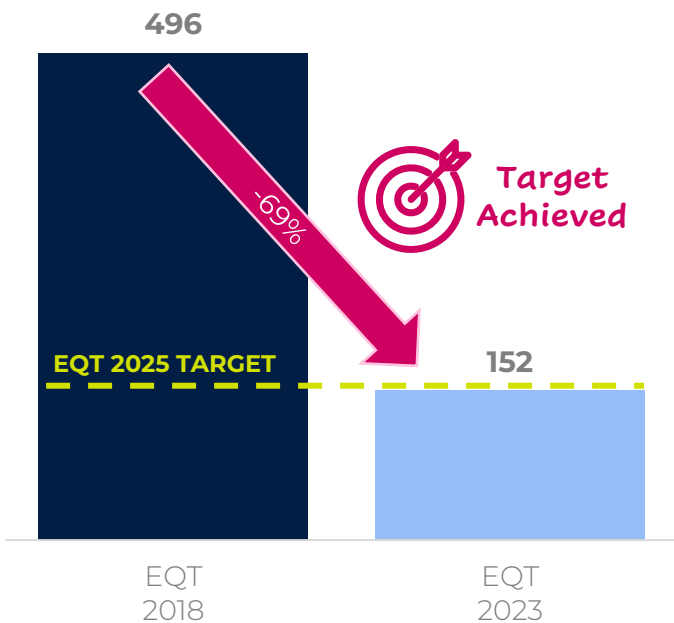 496
-69%
Target
Achieved
EQT 2025 TARGET
152
EQT
2018
EQT
2023